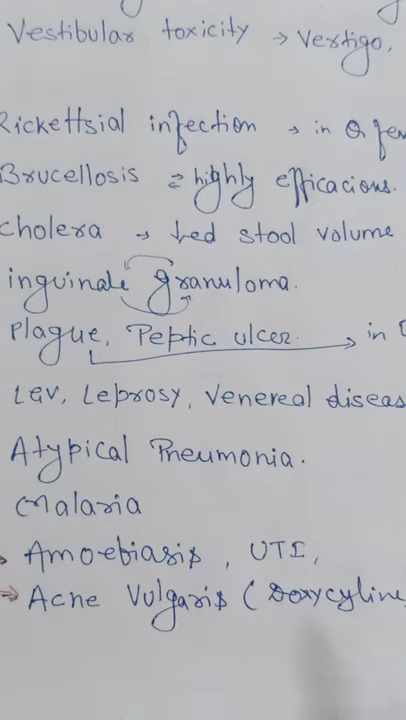 Vestibular toxicity → Vertigo.
Rickettsial infection → in Q fev
Brucellosis ⇒ highly efficacious.
Cholera → ↓ed stool volume
inguinale granuloma.
Plague, Peptic ulcer. → in
LGV, Leprosy, Venereal diseas
Atypical Pneumonia.
Malaria
Amoebiasis, UTI,
⇒ Acne Vulgaris (Doxycyline